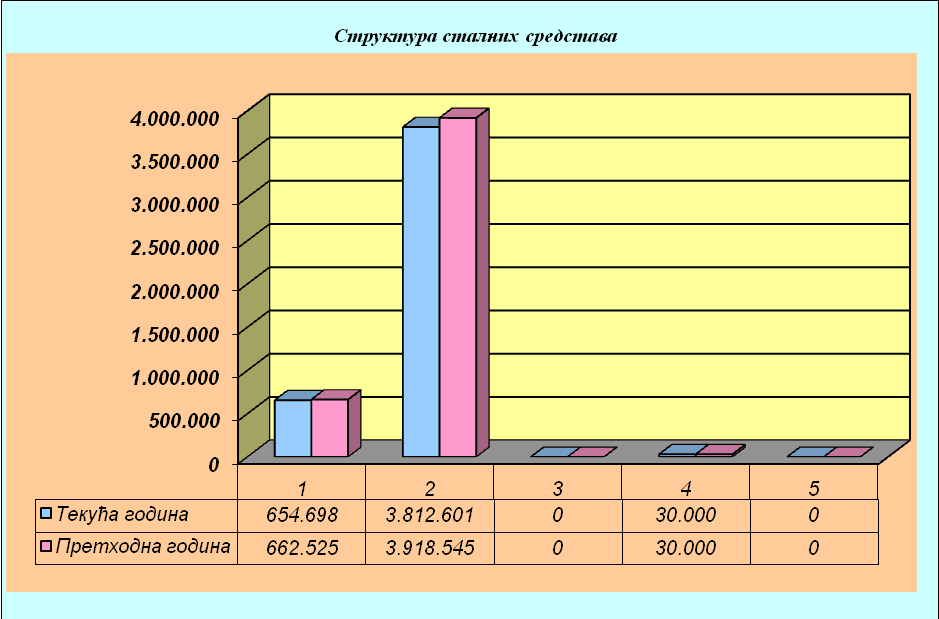 Структура сталних средстава
4.000.000
3.500.000
3.000.000
2.500.000
2.000.000
1.500.000
1.000.000
500.000
0
1 2 3 4 5
Текућа година 654.698 3.812.601 0 30.000 0
Претходна година 662.525 3.918.545 0 30.000 0